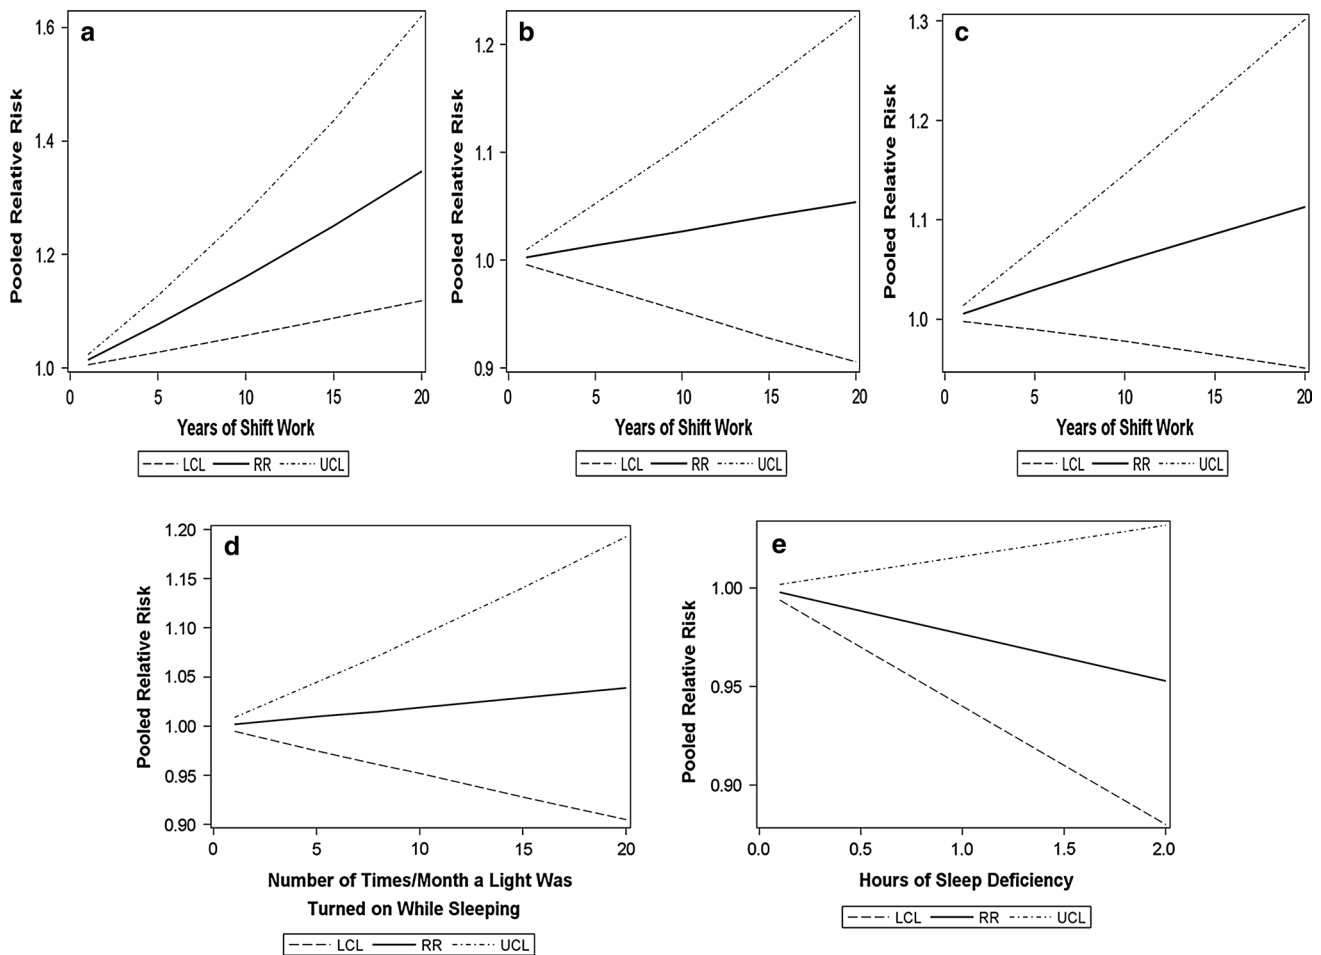 a
Pooled Relative Risk
1.6
1.4
1.2
1.0
0 5 10 15 20
Years of Shift Work
LCL RR UCL
b
Pooled Relative Risk
1.2
1.1
1.0
0.9
0 5 10 15 20
Years of Shift Work
LCL RR UCL
c
Pooled Relative Risk
1.3
1.2
1.1
1.0
0 5 10 15 20
Years of Shift Work
LCL RR UCL
d
Pooled Relative Risk
1.20
1.15
1.10
1.05
1.00
0.95
0.90
0 5 10 15 20
Number of Times/Month a Light Was
Turned on While Sleeping
LCL RR UCL
e
Pooled Relative Risk
1.00
0.95
0.90
0.0 0.5 1.0 1.5 2.0
Hours of Sleep Deficiency
LCL RR UCL